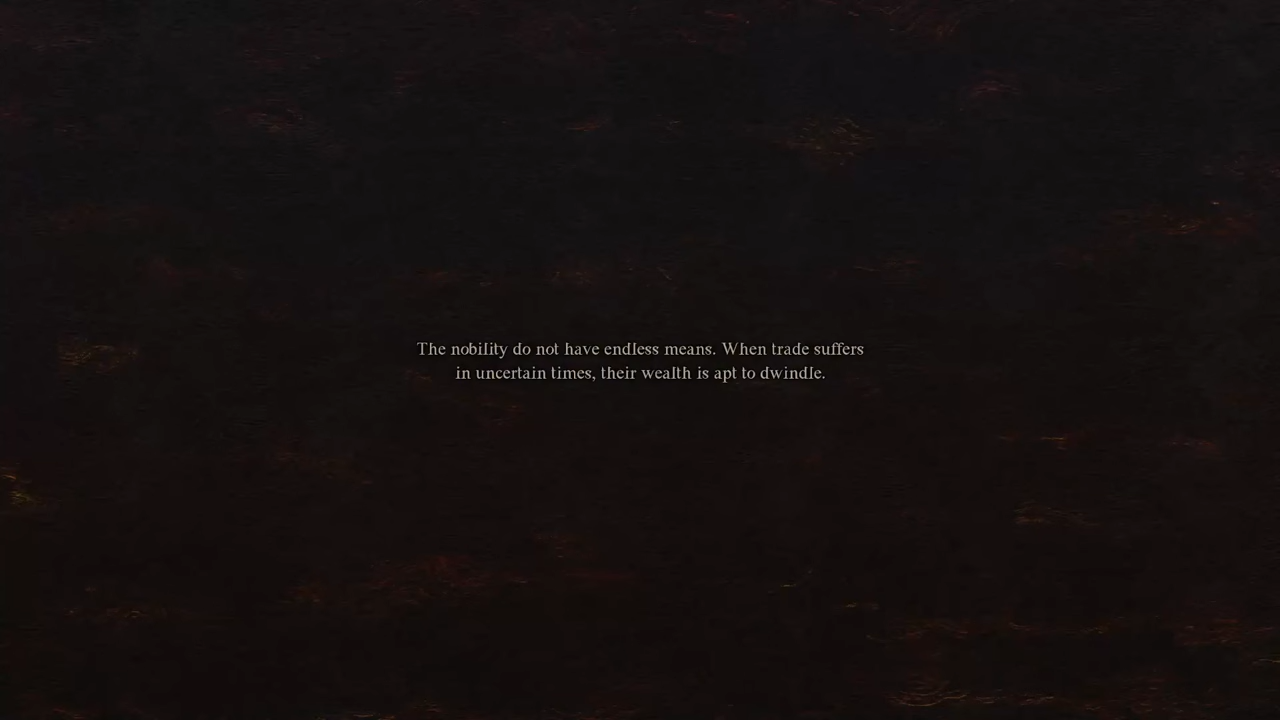 The nobility do not have endless means. When trade suffers
in uncertain times, their wealth is apt to dwindle.